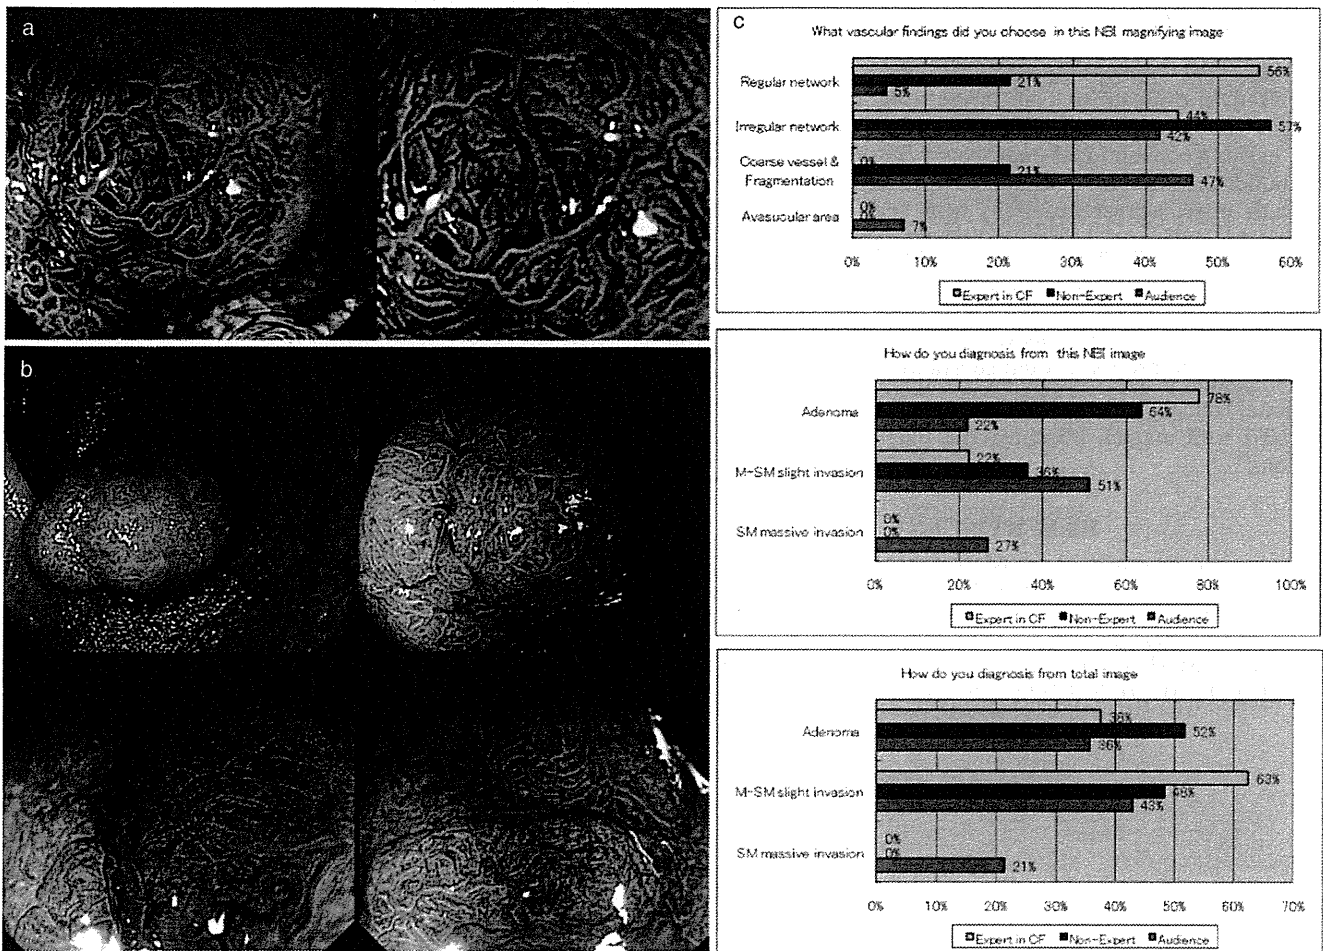 a
b
c
What vascular findings did you choose in this NBI magnifying image
Regular network
56%
21%
5%
Irregular network
44%
57%
42%
Coarse vessel &
Fragmentation
0%
21%
47%
Avasucular area
0%
0%
7%
0% 10% 20% 30% 40% 50% 60%
Expert in CF Non-Expert Audience
How do you diagnosis from this NBI image
Adenoma
78%
64%
22%
M-SM slight invasion
22%
36%
51%
SM massive invasion
0%
0%
27%
0% 20% 40% 60% 80% 100%
Expert in CF Non-Expert Audience
How do you diagnosis from total image
Adenoma
38%
52%
36%
M-SM slight invasion
63%
48%
43%
SM massive invasion
0%
0%
21%
0% 10% 20% 30% 40% 50% 60% 70%
Expert in CF Non-Expert Audience